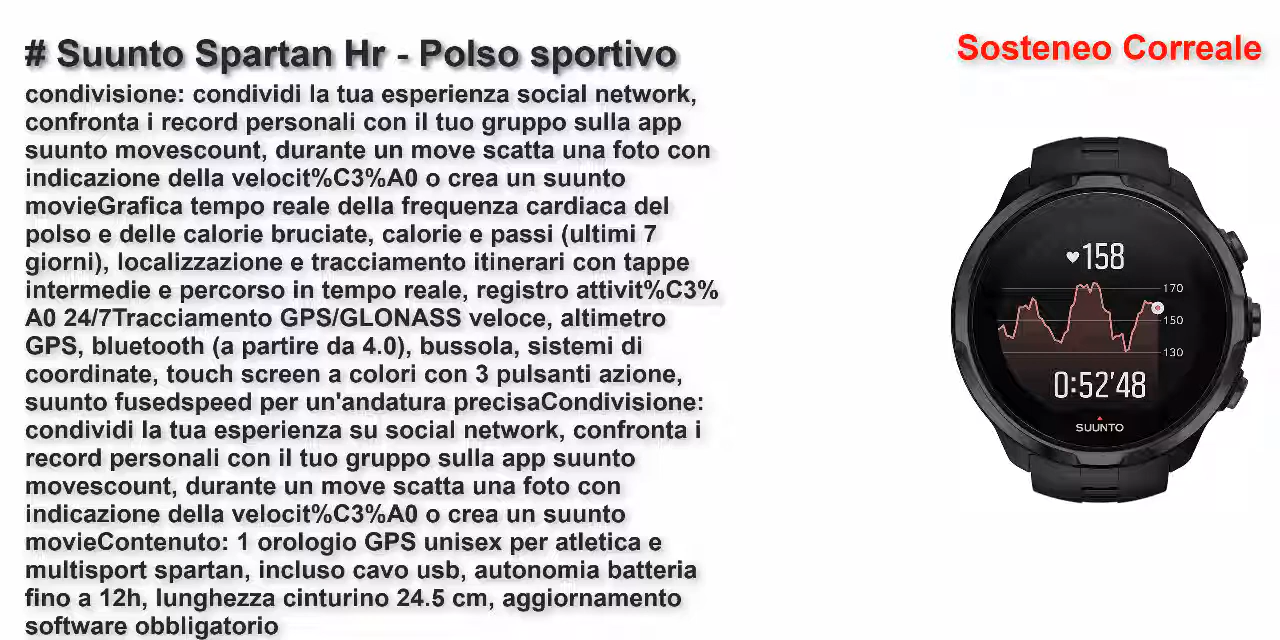 # Suunto Spartan Hr - Polso sportivo
Sosteneo Correale
condivisione: condividi la tua esperienza social network,
confronta i record personali con il tuo gruppo sulla app
suunto movescount, durante un move scatta una foto con
indicazione della velocit%C3%A0 o crea un suunto
movieGrafica tempo reale della frequenza cardiaca del
polso e delle calorie bruciate, calorie e passi (ultimi 7
giorni), localizzazione e tracciamento itinerari con tappe
intermedie e percorso in tempo reale, registro attivit%C3%
A0 24/7Tracciamento GPS/GLONASS veloce, altimetro
GPS, bluetooth (a partire da 4.0), bussola, sistemi di
coordinate, touch screen a colori con 3 pulsanti azione,
suunto fusedspeed per un'andatura precisaCondivisione:
condividi la tua esperienza su social network, confronta i
record personali con il tuo gruppo sulla app suunto
movescount, durante un move scatta una foto con
indicazione della velocit%C3%A0 o crea un suunto
movieContenuto: 1 orologio GPS unisex per atletica e
multisport spartan, incluso cavo usb, autonomia batteria
fino a 12h, lunghezza cinturino 24.5 cm, aggiornamento
software obbligatorio
158
170
150
130
0:52'48
SUUNTO